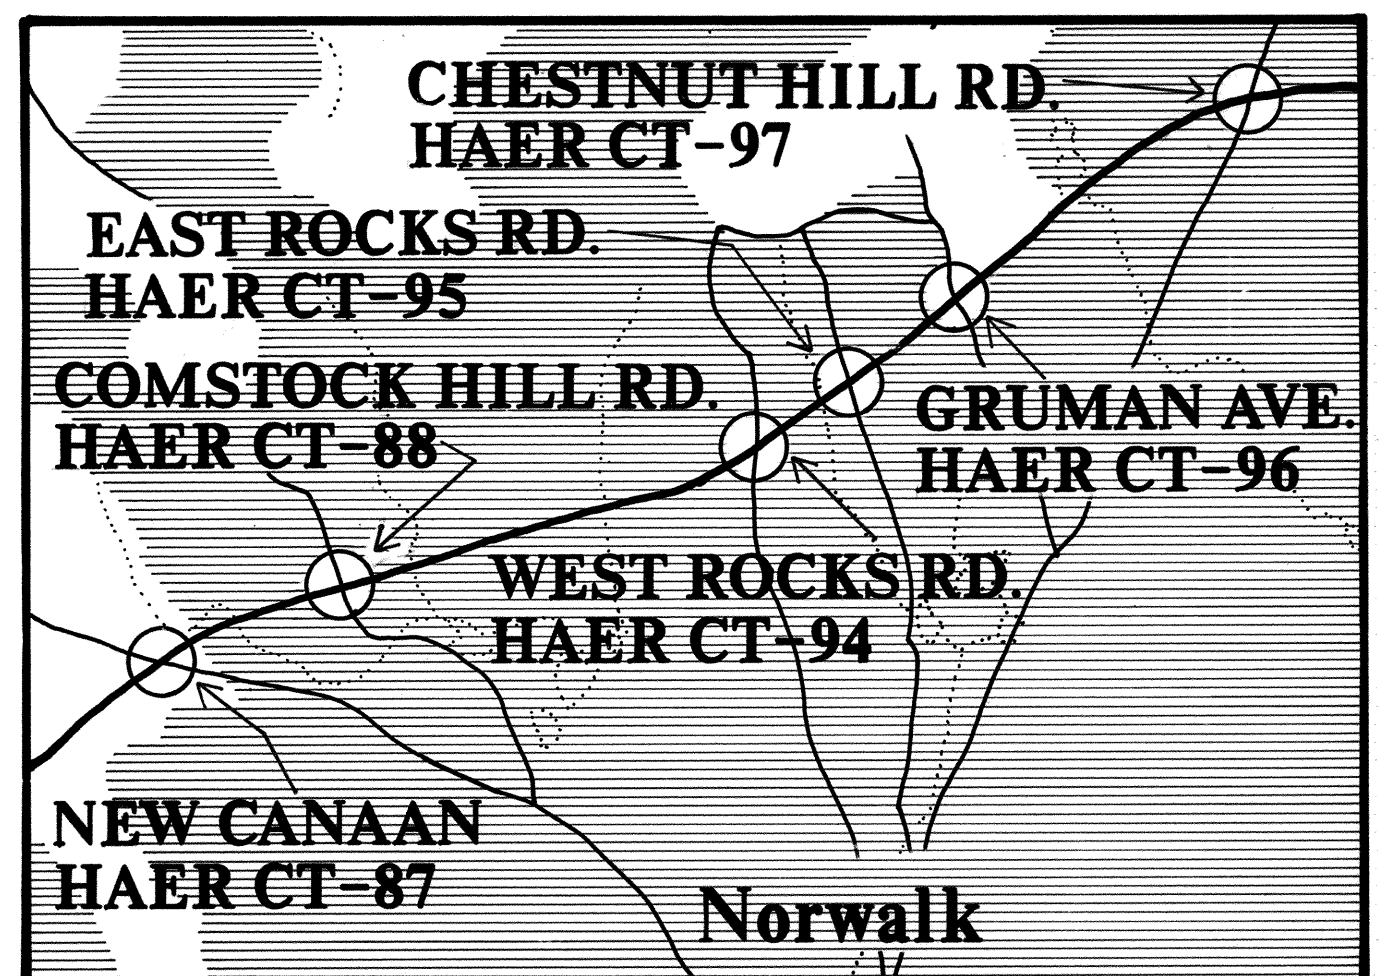 CHESTNUT HILL RD.
HAER CT-97
EAST ROCKS RD.
HAER CT-95
COMSTOCK HILL RD.
HAER CT-88
GRUMAN AVE.
HAER CT-96
WEST ROCKS RD.
HAER CT-94
NEW CANAAN
HAER CT-87
Norwalk